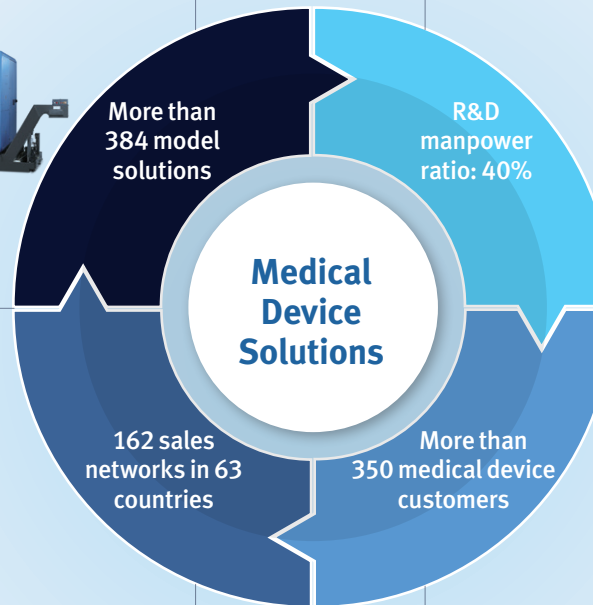 More than
384 model
solutions
R&D
manpower
ratio: 40%
Medical
Device
Solutions
162 sales
networks in 63
countries
More than
350 medical device
customers